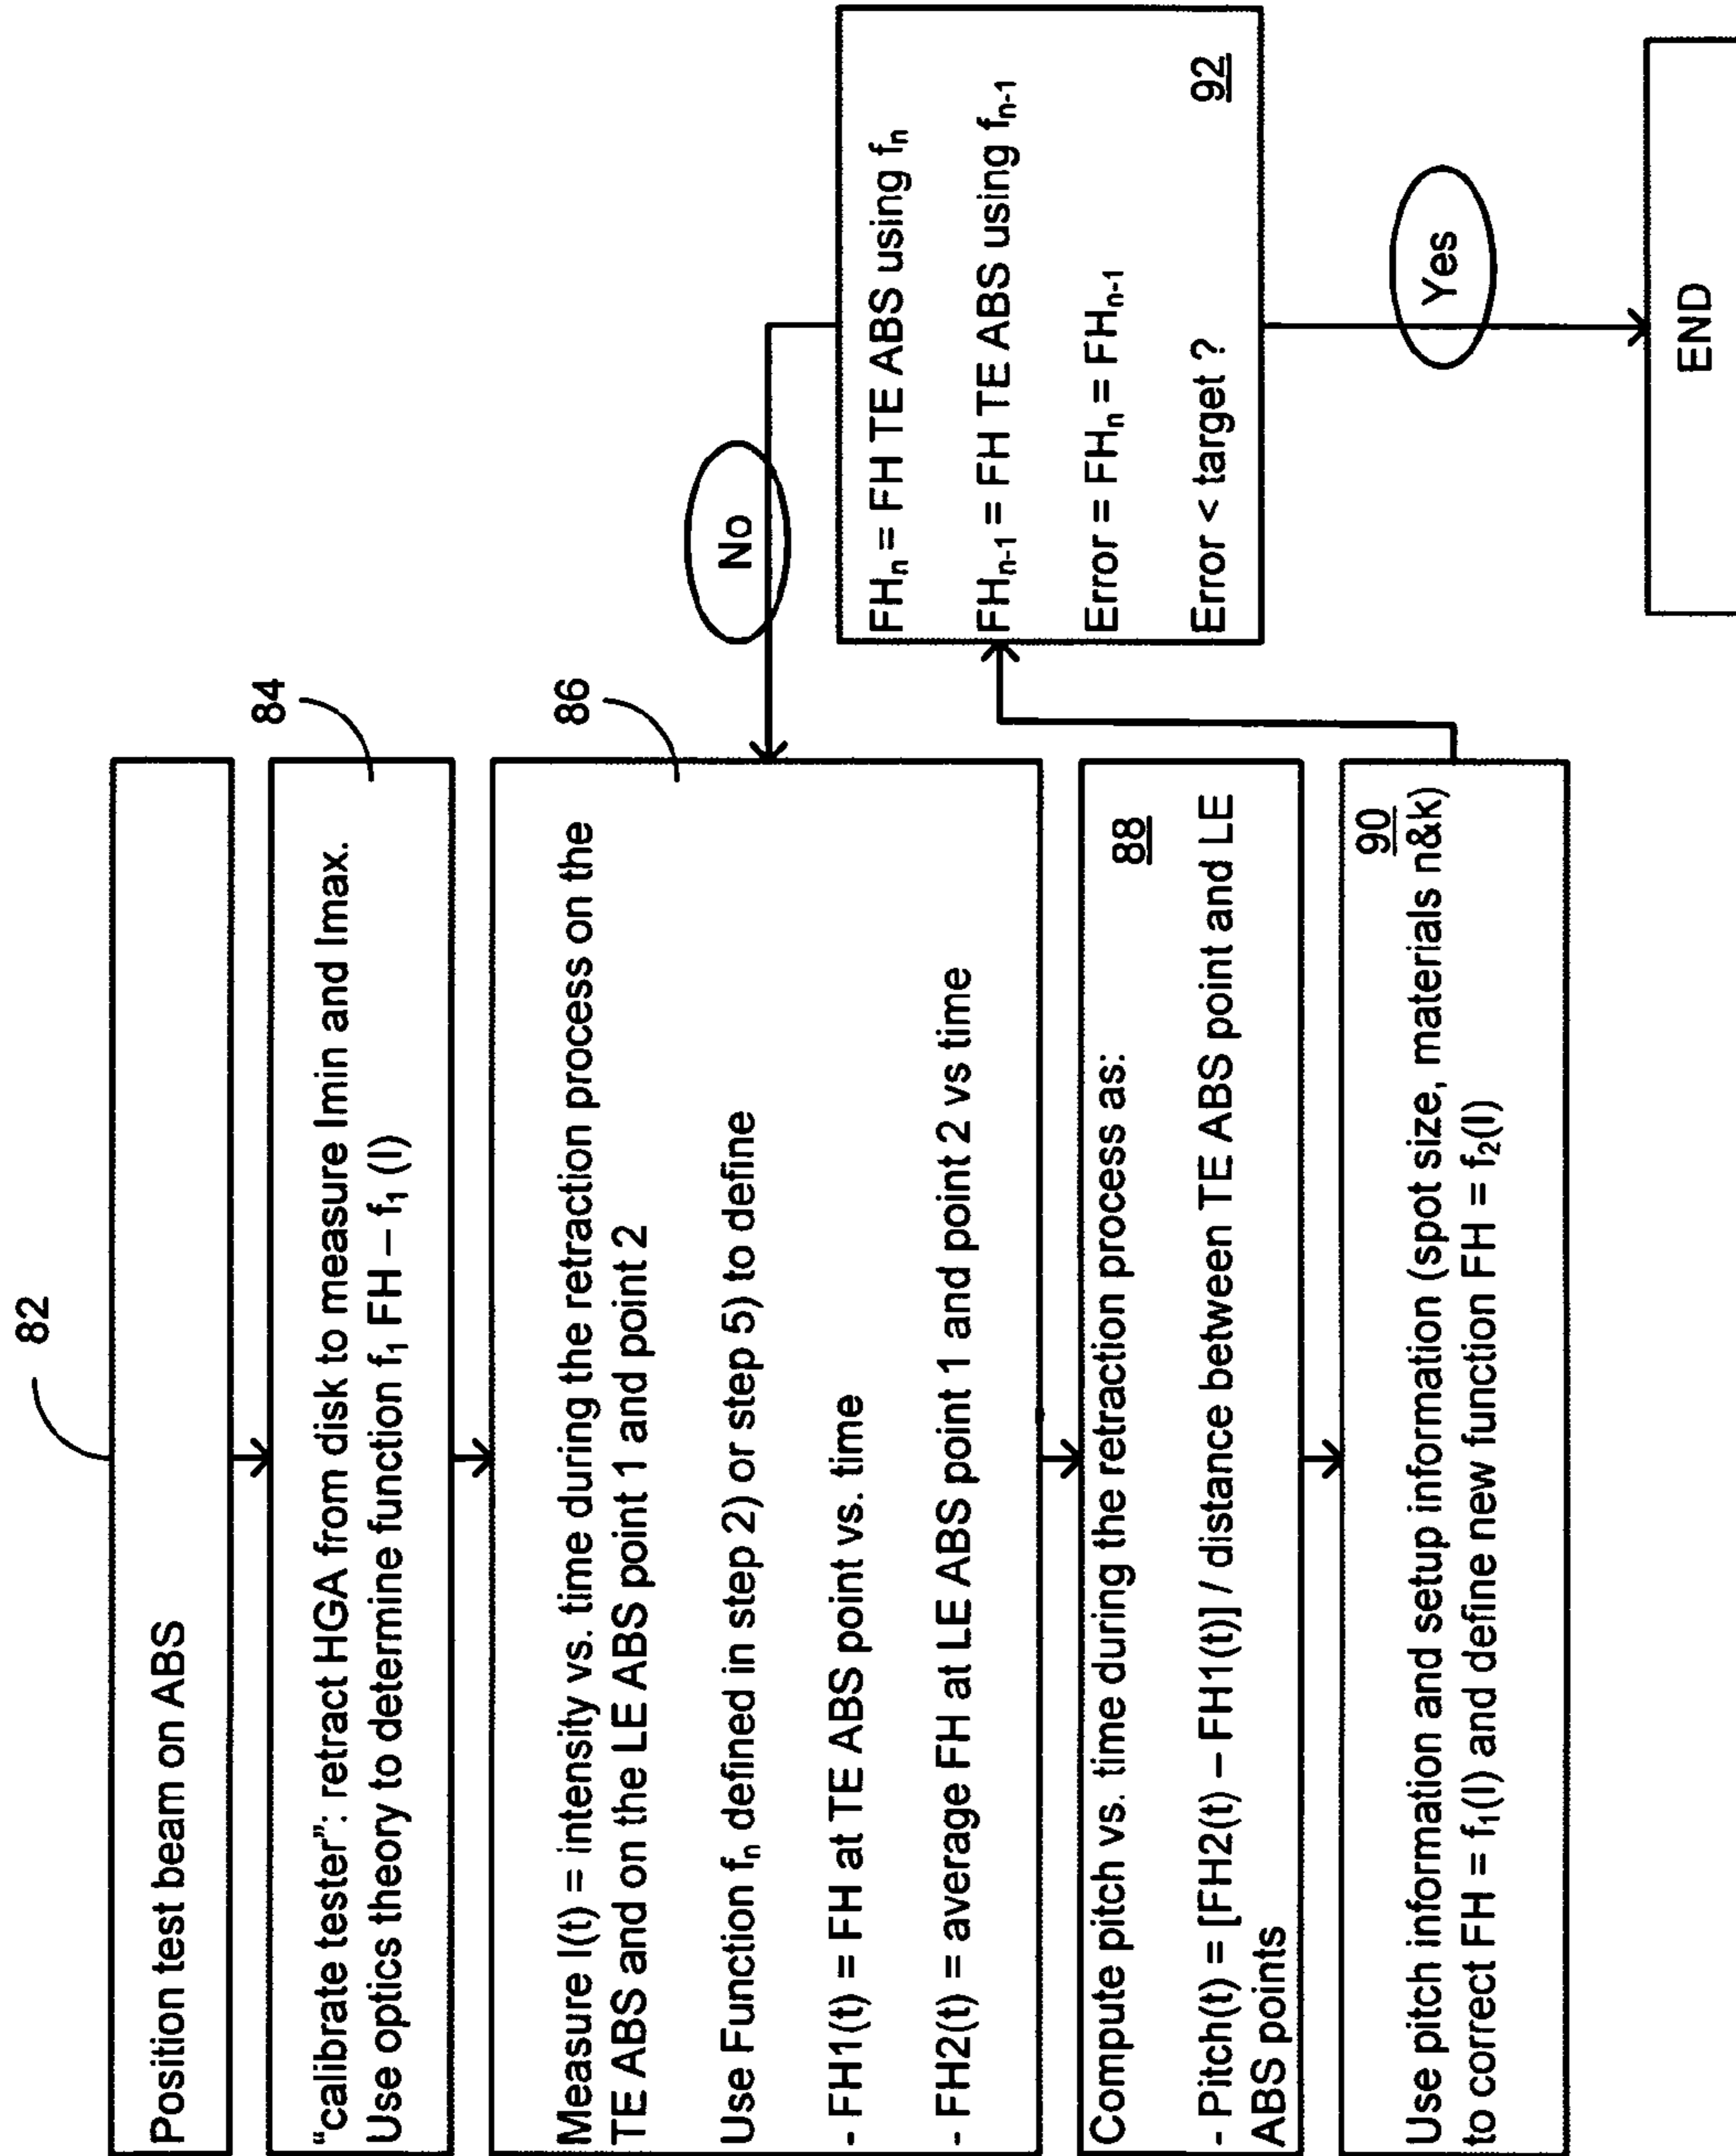 82
Position test beam on ABS
84
“calibrate tester”: retract HGA from disk to measure Imin and Imax.
Use optics theory to determine function f₁ FH – f₁ (I)
86
Measure I(t) = intensity vs. time during the retraction process on the
TE ABS and on the LE ABS point 1 and point 2
Use Function fₙ defined in step 2) or step 5) to define
- FH1(t) = FH at TE ABS point vs. time
- FH2(t) = average FH at LE ABS point 1 and point 2 vs time
88
Compute pitch vs. time during the retraction process as:
- Pitch(t) = [FH2(t) – FH1(t)] / distance between TE ABS point and LE
ABS points
90
Use pitch information and setup information (spot size, materials n&k)
to correct FH = f₁(I) and define new function FH = f₂(I)
No
FHₙ = FH TE ABS using fₙ
FHₙ₋₁ = FH TE ABS using fₙ₋₁
Error = FHₙ = FHₙ₋₁
Error < target ?
92
Yes
END